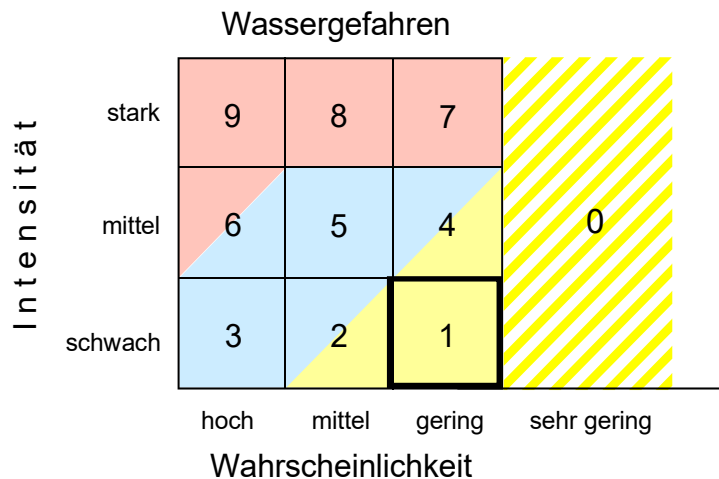 Wassergefahren
Intensität
stark
9 8 7
mittel
6 5 4 0
schwach
3 2 1
hoch mittel gering sehr gering
Wahrscheinlichkeit